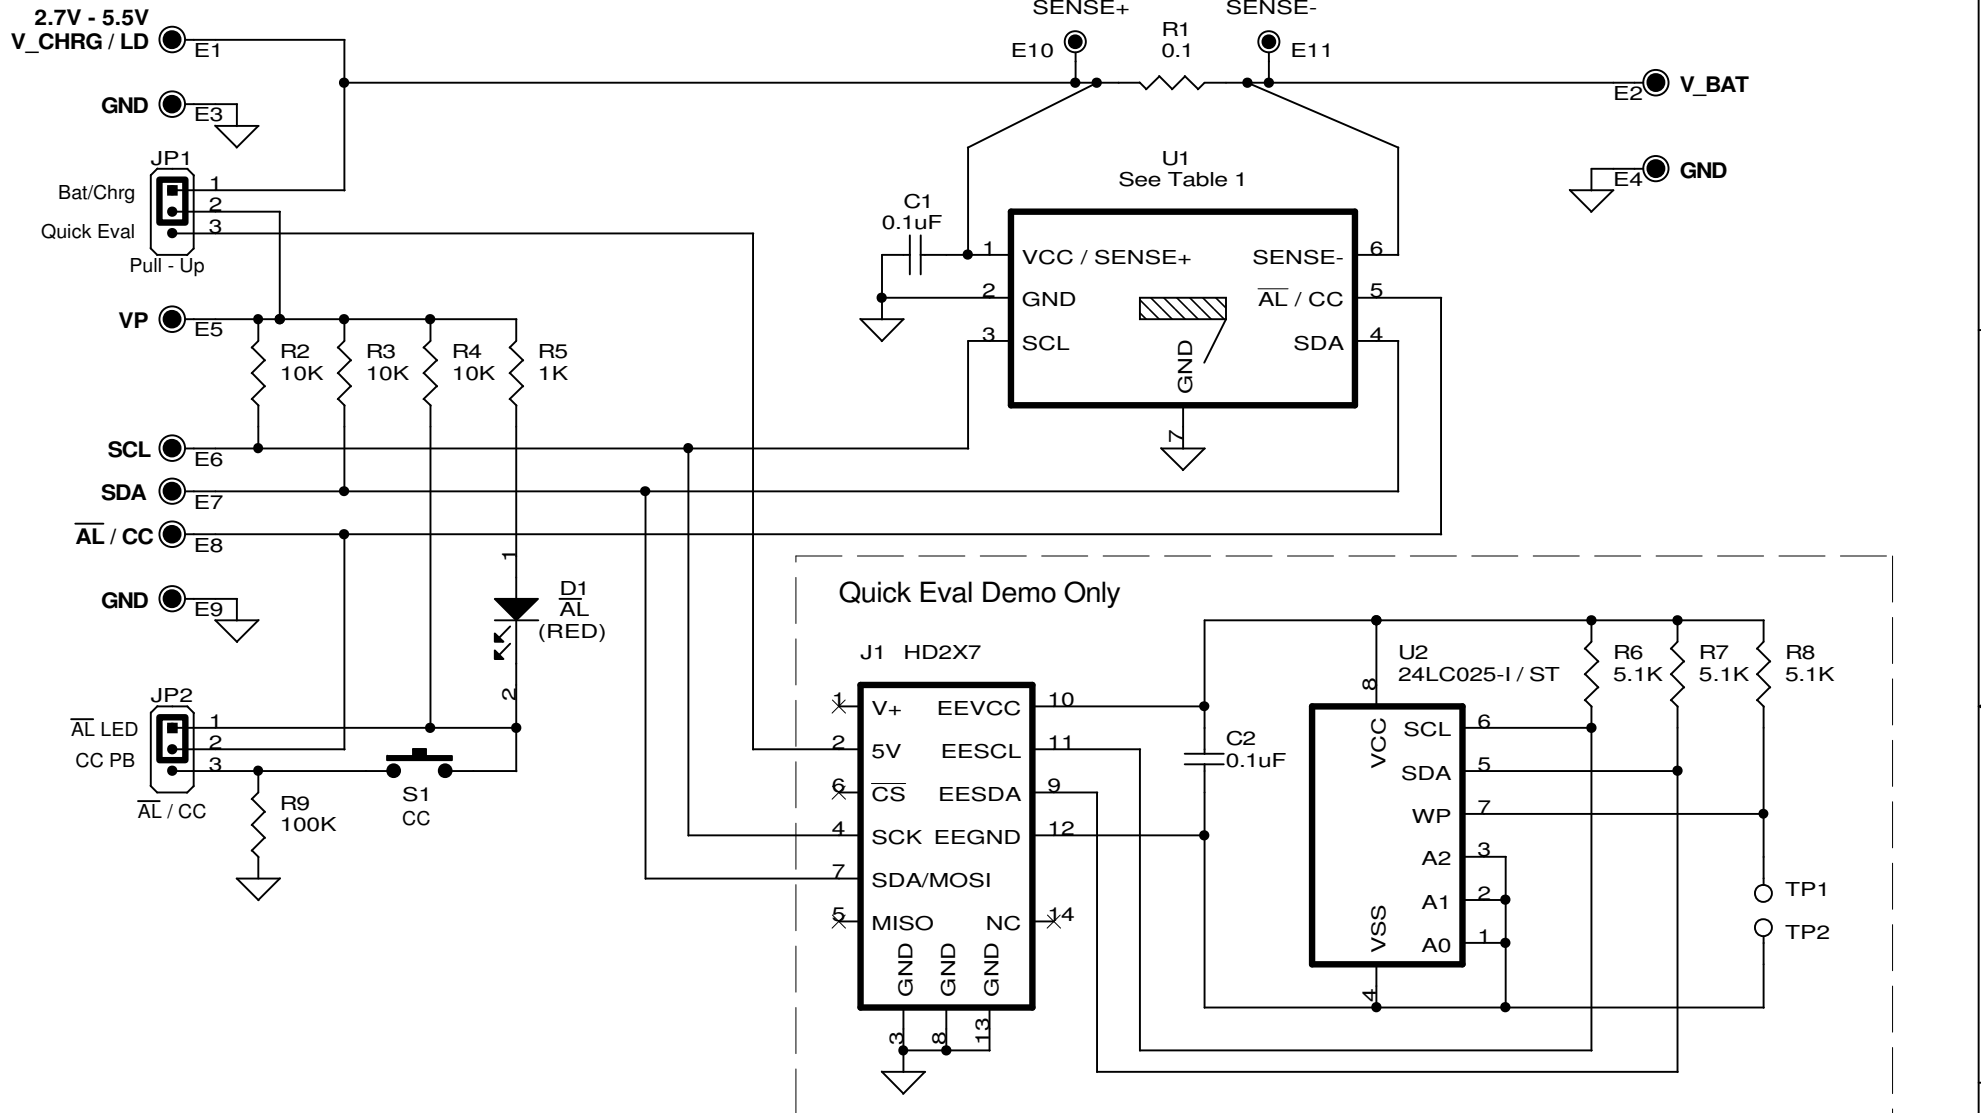 2.7V - 5.5V
V_CHRG / LD
E1
GND
E3
JP1
Bat/Chrg
1
2
Quick Eval
3
Pull - Up
VP
E5
R2
10K
R3
10K
R4
10K
R5
1K
SCL
E6
SDA
E7
AL / CC
E8
GND
E9
1
D1
AL
(RED)
2
JP2
AL LED
1
2
CC PB
3
AL / CC
R9
100K
S1
CC
SENSE+
E10
R1
0.1
SENSE-
E11
E2
V_BAT
E4
GND
U1
See Table 1
C1
0.1uF
1
VCC / SENSE+
2
GND
3
SCL
SENSE-
6
AL / CC
5
SDA
4
GND
7
Quick Eval Demo Only
J1 HD2X7
1
V+
EEVCC
10
2
5V
EESCL
11
6
CS
EESDA
9
4
SCK
EEGND
12
7
SDA/MOSI
5
MISO
NC
14
GND
GND
GND
3
8
13
C2
0.1uF
U2
24LC025-I / ST
8
VCC
SCL
6
SDA
5
WP
7
A2
3
A1
2
A0
1
VSS
4
R6
5.1K
R7
5.1K
R8
5.1K
TP1
TP2